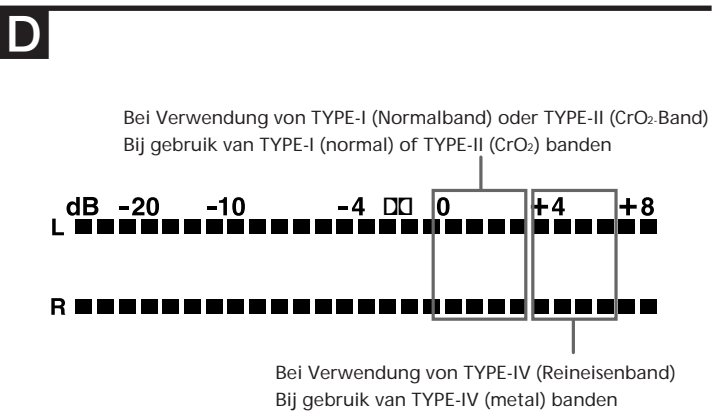 D
Bei Verwendung von TYPE-I (Normalband) oder TYPE-II (CrO₂-Band)
Bij gebruik van TYPE-I (normal) of TYPE-II (CrO₂) banden
dB -20 -10 -4 0 +4 +8
L
R
Bei Verwendung von TYPE-IV (Reineisenband)
Bij gebruik van TYPE-IV (metal) banden